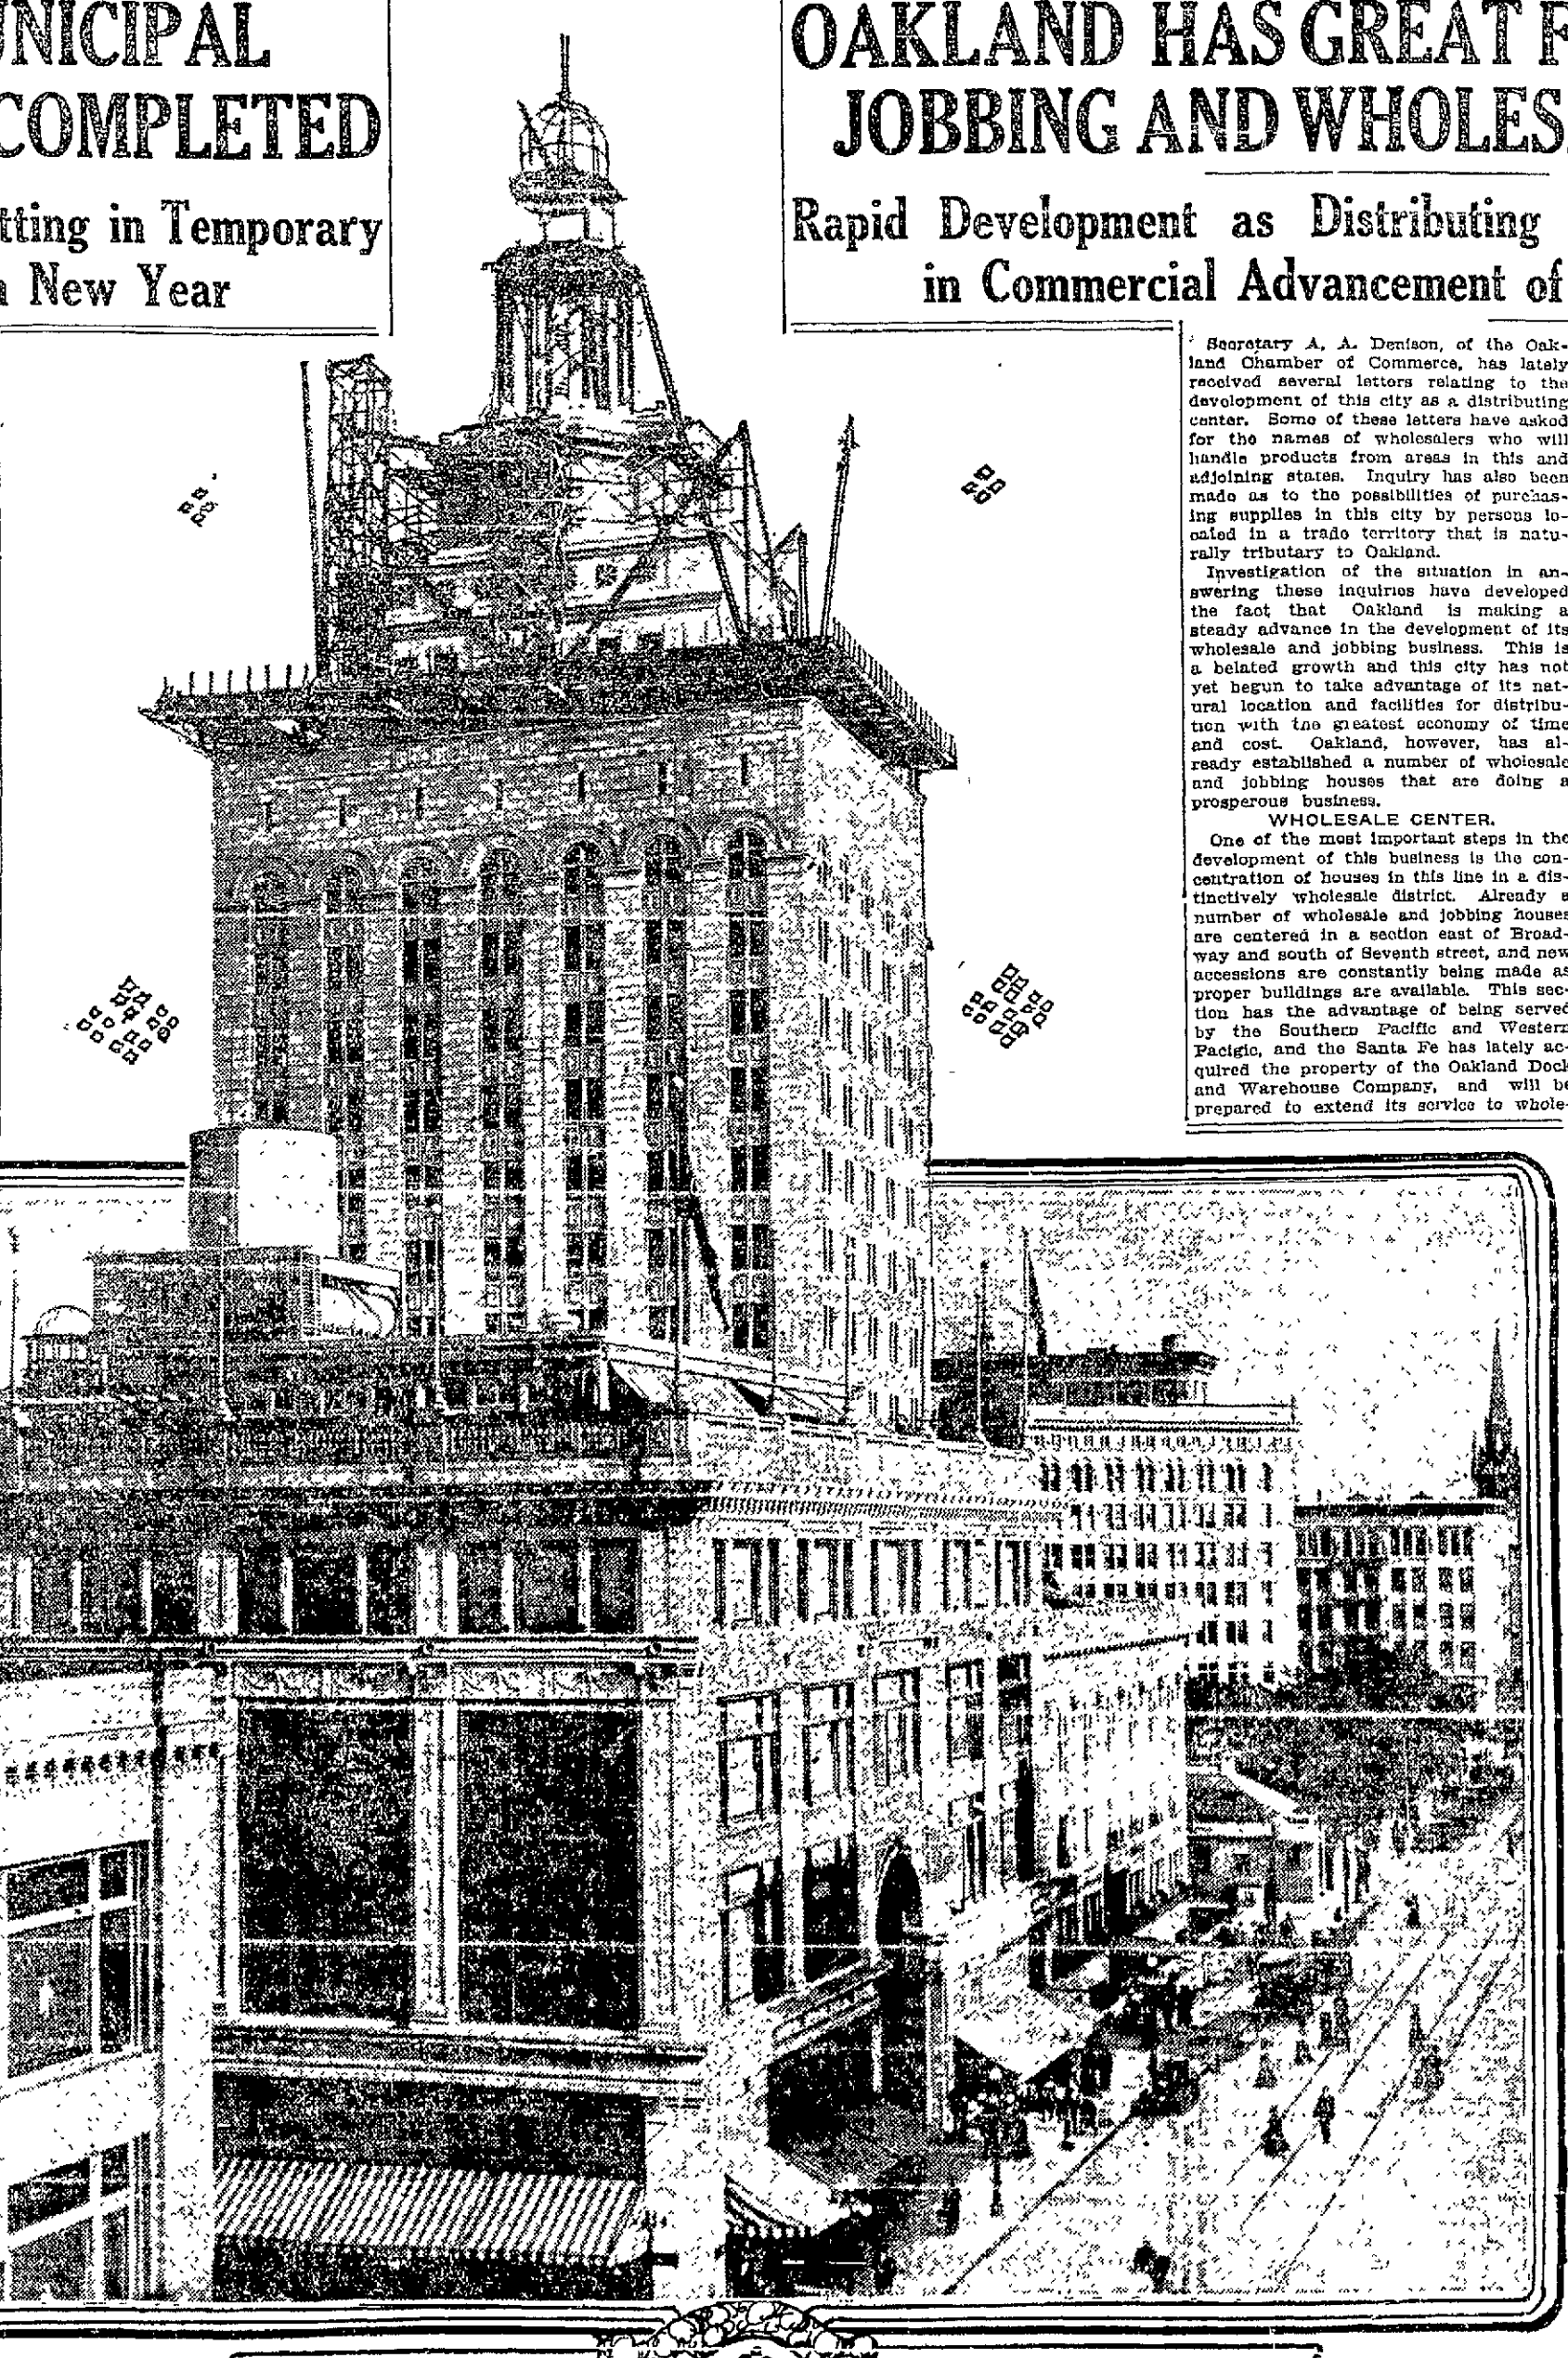 UNICIPAL
COMPLETED
tting in Temporary
New Year
OAKLAND HAS GREAT F
JOBBING AND WHOLES
Rapid Development as Distributing
in Commercial Advancement of
Secretary A. A. Denison, of the Oak-
land Chamber of Commerce, has lately
received several letters relating to the
development of this city as a distributing
center. Some of these letters have asked
for the names of wholesalers who will
handle products from areas in this and
adjoining states. Inquiry has also been
made as to the possibilities of purchas-
ing supplies in this city by persons lo-
cated in a trade territory that is natu-
rally tributary to Oakland.
Investigation of the situation in an-
swering these inquiries have developed
the fact that Oakland is making a
steady advance in the development of its
wholesale and jobbing business. This is
a belated growth and this city has not
yet begun to take advantage of its nat-
ural location and facilities for distribu-
tion with the greatest economy of time
and cost. Oakland, however, has al-
ready established a number of wholesale
and jobbing houses that are doing a
prosperous business.
WHOLESALE CENTER.
One of the most important steps in the
development of this business is the con-
centration of houses in this line in a dis-
tinctively wholesale district. Already a
number of wholesale and jobbing houses
are centered in a section east of Broad-
way and south of Seventh street, and new
accessions are constantly being made as
proper buildings are available. This sec-
tion has the advantage of being served
by the Southern Pacific and Western
Pacigic, and the Santa Fe has lately ac-
quired the property of the Oakland Dock
and Warehouse Company, and will be
prepared to extend its service to whole-